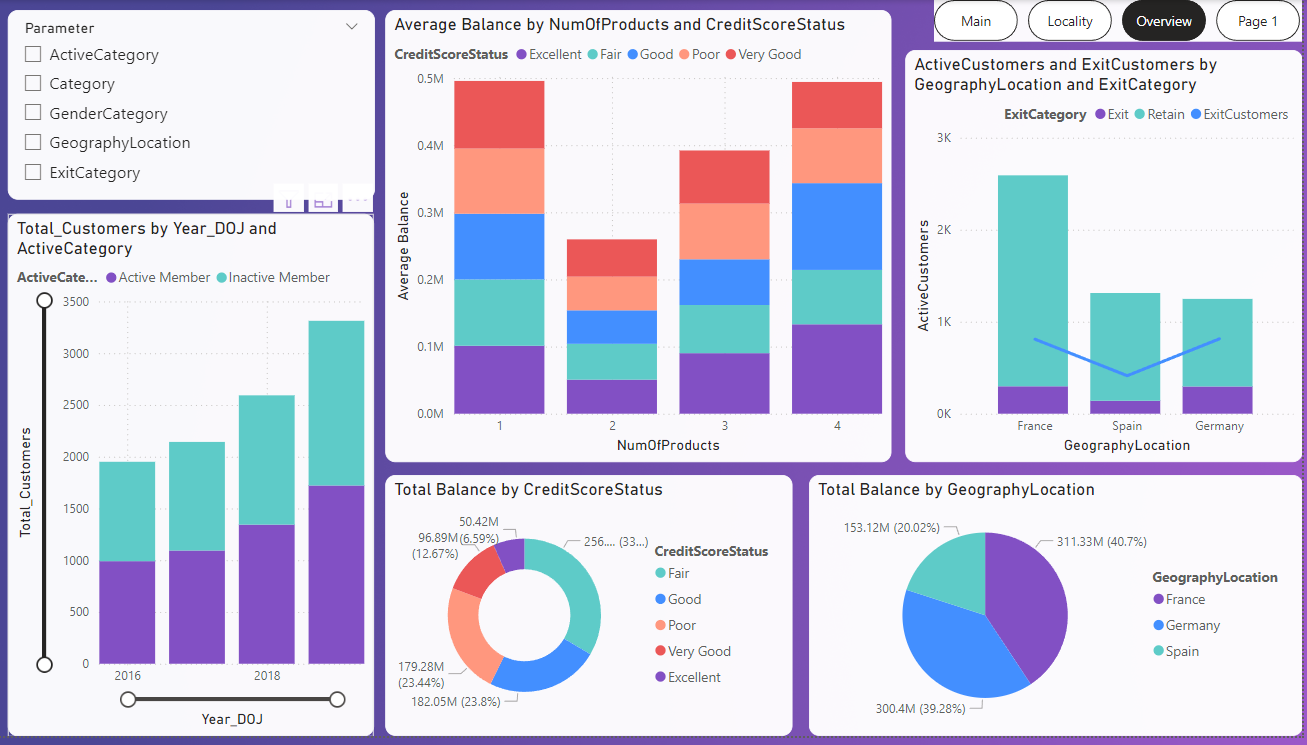 Parameter
ActiveCategory
Category
GenderCategory
GeographyLocation
ExitCategory
Total_Customers by Year_DOJ and
ActiveCategory
ActiveCate... Active Member Inactive Member
Total_Customers
3500
3000
2500
2000
1500
1000
500
0
2016 2018
Year_DOJ
Average Balance by NumOfProducts and CreditScoreStatus
CreditScoreStatus Excellent Fair Good Poor Very Good
Average Balance
0.5M
0.4M
0.3M
0.2M
0.1M
0.0M
1 2 3 4
NumOfProducts
Main Locality Overview Page 1
ActiveCustomers and ExitCustomers by
GeographyLocation and ExitCategory
ExitCategory Exit Retain ExitCustomers
ActiveCustomers
3K
2K
1K
0K
France Spain Germany
GeographyLocation
Total Balance by CreditScoreStatus
50.42M
(6.59%)
96.89M
(12.67%)
256.... (33...)
179.28M
(23.44%)
182.05M (23.8%)
CreditScoreStatus
Fair
Good
Poor
Very Good
Excellent
Total Balance by GeographyLocation
153.12M (20.02%)
311.33M (40.7%)
300.4M (39.28%)
GeographyLocation
France
Germany
Spain